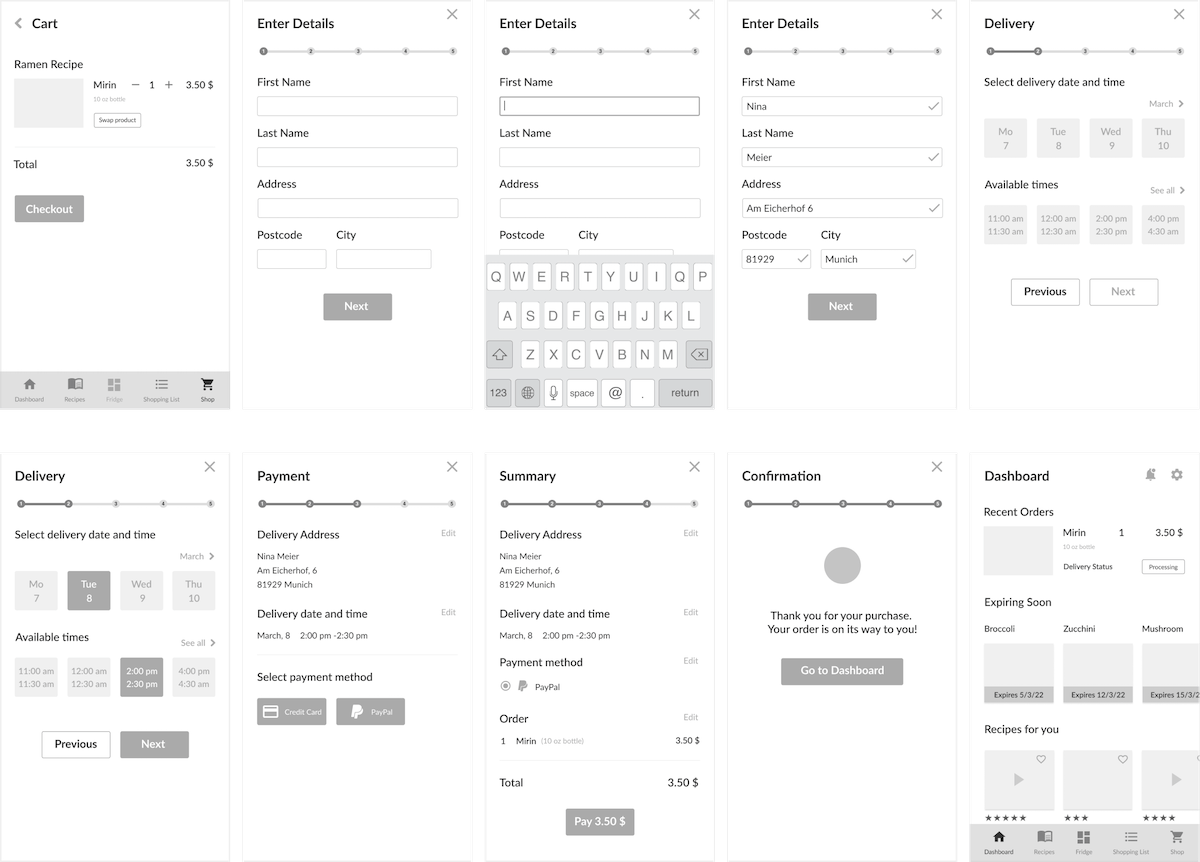 Cart
Ramen Recipe
Mirin 1 3.50 $
10 oz bottle
Swap product
Total 3.50 $
Checkout
Dashboard Recipes Fridge Shopping List Shop
Enter Details
1 2 3 4 5
First Name
Last Name
Address
Postcode City
Next
Enter Details
1 2 3 4 5
First Name
Last Name
Address
Postcode City
Q W E R T Y U I Q P
A S D F G H J K L
Z X C V B N M
123 space @ . return
Enter Details
1 2 3 4 5
First Name
Nina
Last Name
Meier
Address
Am Eicherhof 6
Postcode City
81929 Munich
Next
Delivery
1 2 3 4 5
Select delivery date and time
March
Mo Tue Wed Thu
7 8 9 10
Available times
See all
11:00 am 12:00 am 2:00 pm 4:00 pm
11:30 am 12:30 am 2:30 pm 4:30 am
Previous Next
Delivery
1 2 3 4 5
Select delivery date and time
March
Mo Tue Wed Thu
7 8 9 10
Available times
See all
11:00 am 12:00 am 2:00 pm 4:00 pm
11:30 am 12:30 am 2:30 pm 4:30 am
Previous Next
Payment
1 2 3 4 5
Delivery Address Edit
Nina Meier
Am Eicherhof, 6
81929 Munich
Delivery date and time Edit
March, 8 2:00 pm -2:30 pm
Select payment method
Credit Card PayPal
Summary
1 2 3 4 5
Delivery Address Edit
Nina Meier
Am Eicherhof, 6
81929 Munich
Delivery date and time Edit
March, 8 2:00 pm -2:30 pm
Payment method Edit
PayPal
Order Edit
1 Mirin (10 oz bottle) 3.50 $
Total 3.50 $
Pay 3.50 $
Confirmation
1 2 3 4 5
Thank you for your purchase.
Your order is on its way to you!
Go to Dashboard
Dashboard
Recent Orders
Mirin 1 3.50 $
10 oz bottle
Delivery Status Processing
Expiring Soon
Broccoli Zucchini Mushroom
Expires 5/3/22 Expires 12/3/22 Expires 15/3/2
Recipes for you
Dashboard Recipes Fridge Shopping List Shop